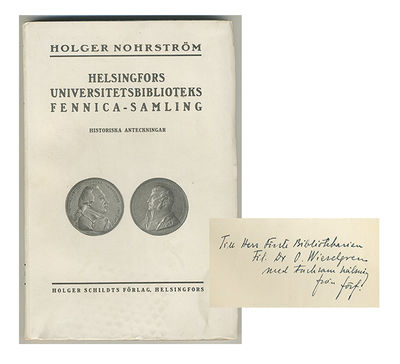 HOLGER NOHRSTRÖM
HELSINGFORS
UNIVERSITETSBIBLIOTEKS
FENNICA-SAMLING
HISTORISKA ANTECKNINGAR
HOLGER SCHILDTS FÖRLAG, HELSINGFORS
Till Herr Förste Bibliotekarien
Fil. Dr O. Wieselgren
med tacksam hälsning
från förf.